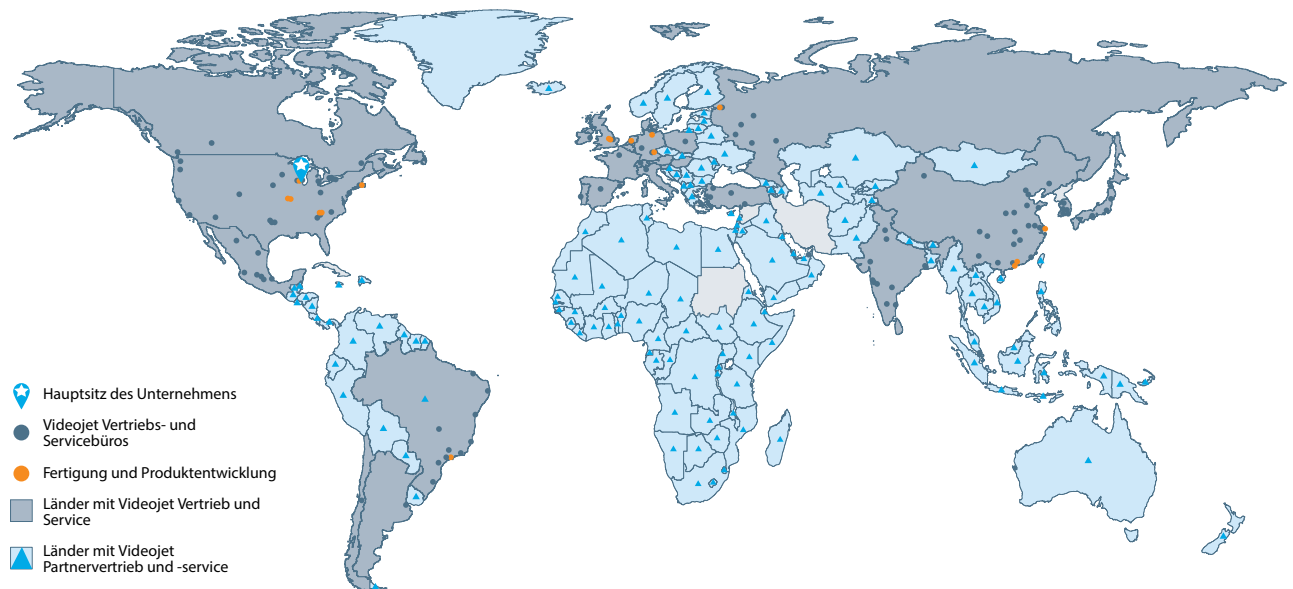 Hauptsitz des Unternehmens
Videojet Vertriebs- und
Servicebüros
Fertigung und Produktentwicklung
Länder mit Videojet Vertrieb und
Service
Länder mit Videojet
Partnervertrieb und -service